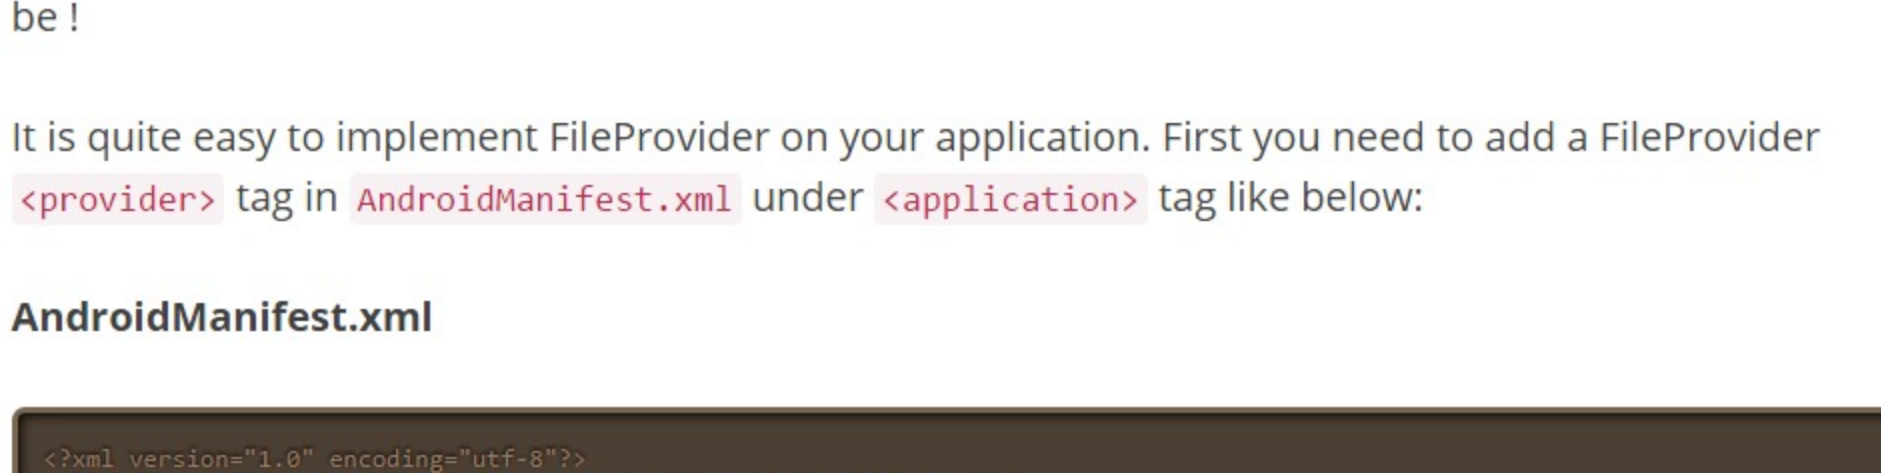 be !
It is quite easy to implement FileProvider on your application. First you need to add a FileProvider
<provider> tag in AndroidManifest.xml under <application> tag like below:
AndroidManifest.xml
<?xml version="1.0" encoding="utf-8"?>